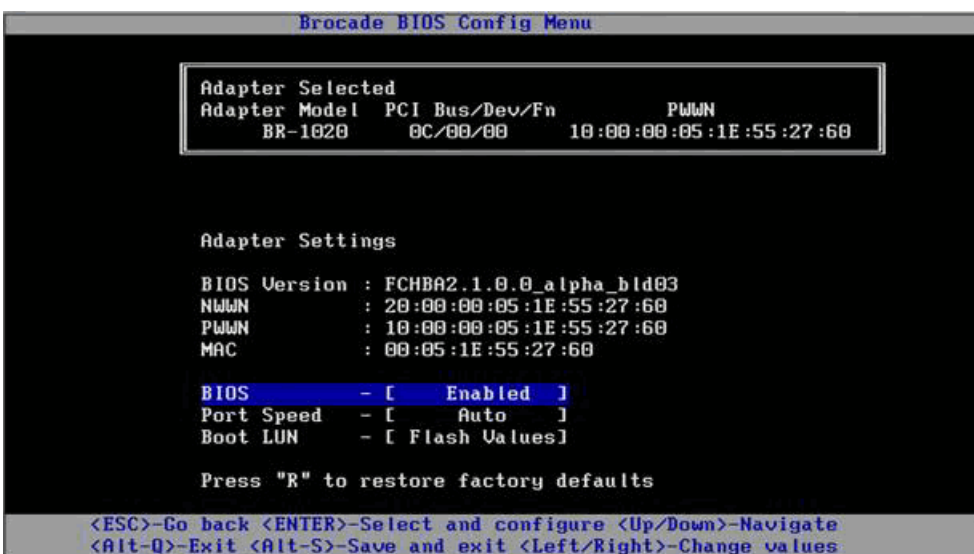 Brocade BIOS Config Menu
Adapter Selected
Adapter Model PCI Bus/Dev/Fn PWWN
BR-1020 0C/00/00 10:00:00:05:1E:55:27:60
Adapter Settings
BIOS Version : FCHBA2.1.0.0_alpha_bld03
NWWN : 20:00:00:05:1E:55:27:60
PWWN : 10:00:00:05:1E:55:27:60
MAC : 00:05:1E:55:27:60
BIOS - [ Enabled ]
Port Speed - [ Auto ]
Boot LUN - [ Flash Values]
Press "R" to restore factory defaults
<ESC>-Go back <ENTER>-Select and configure <Up/Down>-Navigate
<Alt-Q>-Exit <Alt-S>-Save and exit <Left/Right>-Change values